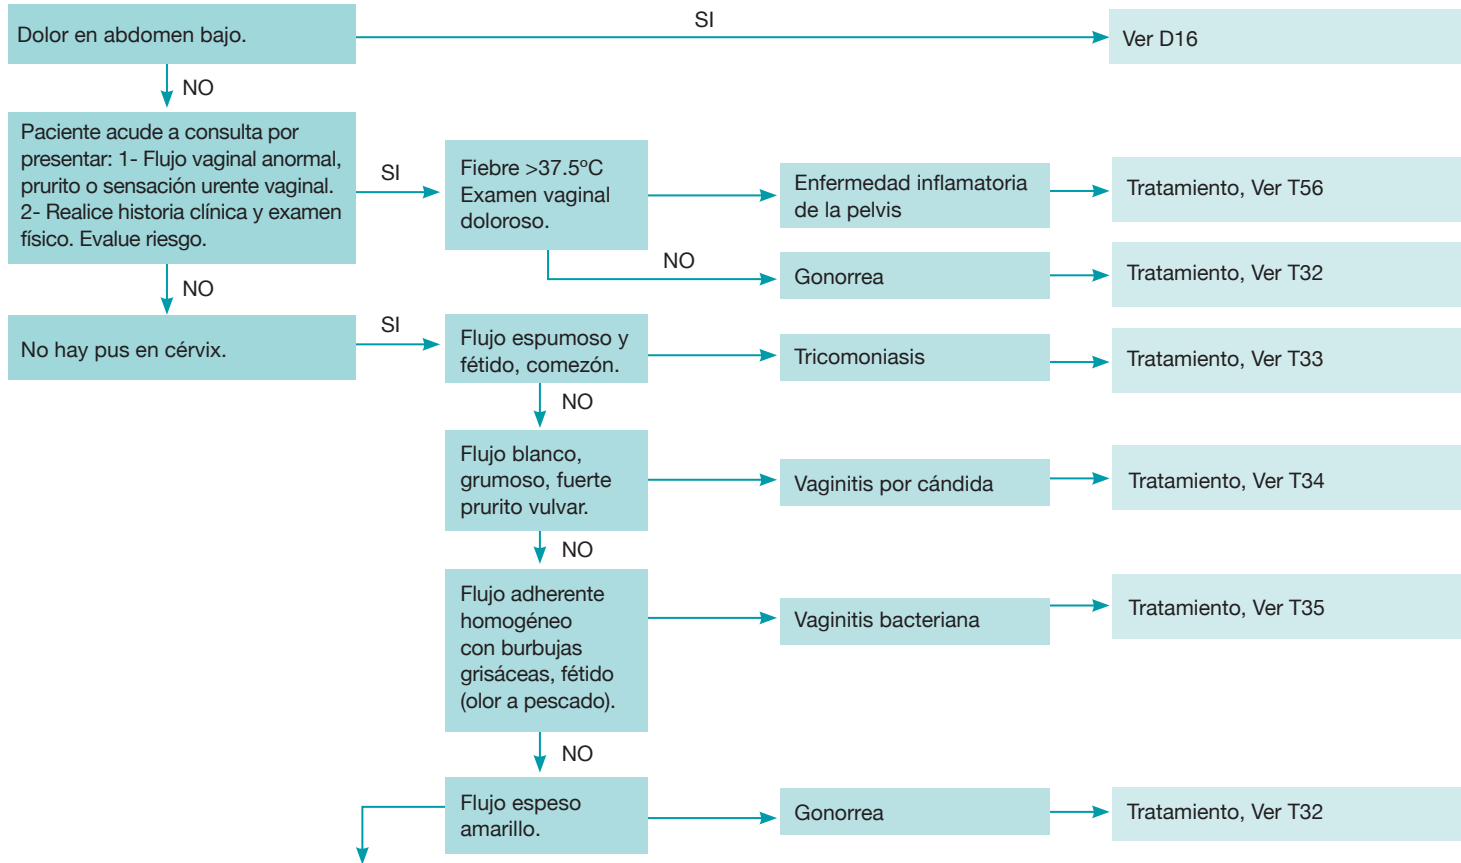 Dolor en abdomen bajo.
SI
Ver D16
NO
Paciente acude a consulta por
presentar: 1- Flujo vaginal anormal,
prurito o sensación urente vaginal.
2- Realice historia clínica y examen
físico. Evalue riesgo.
SI
Fiebre >37.5ºC
Examen vaginal
doloroso.
Enfermedad inflamatoria
de la pelvis
Tratamiento, Ver T56
NO
Gonorrea
Tratamiento, Ver T32
NO
No hay pus en cérvix.
SI
Flujo espumoso y
fétido, comezón.
Tricomoniasis
Tratamiento, Ver T33
NO
Flujo blanco,
grumoso, fuerte
prurito vulvar.
Vaginitis por cándida
Tratamiento, Ver T34
NO
Flujo adherente
homogéneo
con burbujas
grisáceas, fétido
(olor a pescado).
Vaginitis bacteriana
Tratamiento, Ver T35
NO
Flujo espeso
amarillo.
Gonorrea
Tratamiento, Ver T32